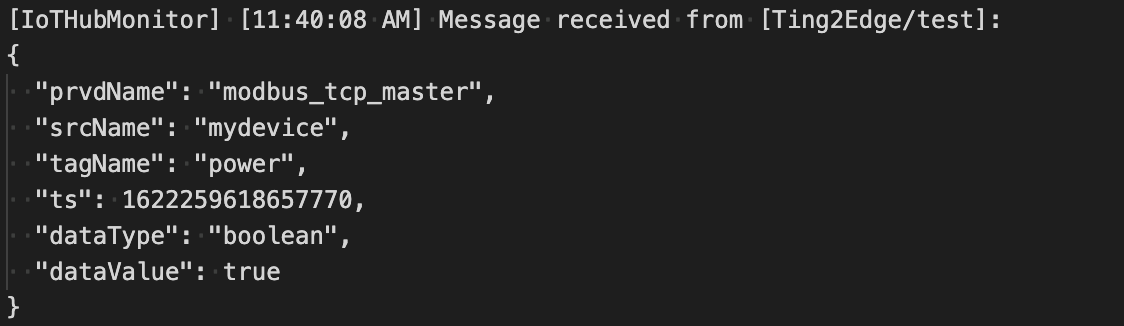 [IoTHubMonitor] [11:40:08 AM] Message received from [Ting2Edge/test]:
{
  "prvdName": "modbus_tcp_master",
  "srcName": "mydevice",
  "tagName": "power",
  "ts": 1622259618657770,
  "dataType": "boolean",
  "dataValue": true
}